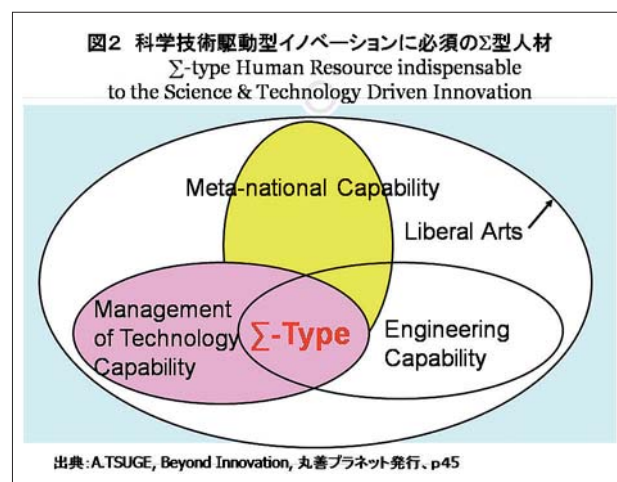 図2 科学技術駆動型イノベーションに必須のΣ型人材
∑-type Human Resource indispensable
to the Science & Technology Driven Innovation
Meta-national Capability
Liberal Arts
Management
of Technology
Capability
∑-Type
Engineering
Capability
出典:A.TSUGE, Beyond Innovation, 丸善プラネット発行、p45